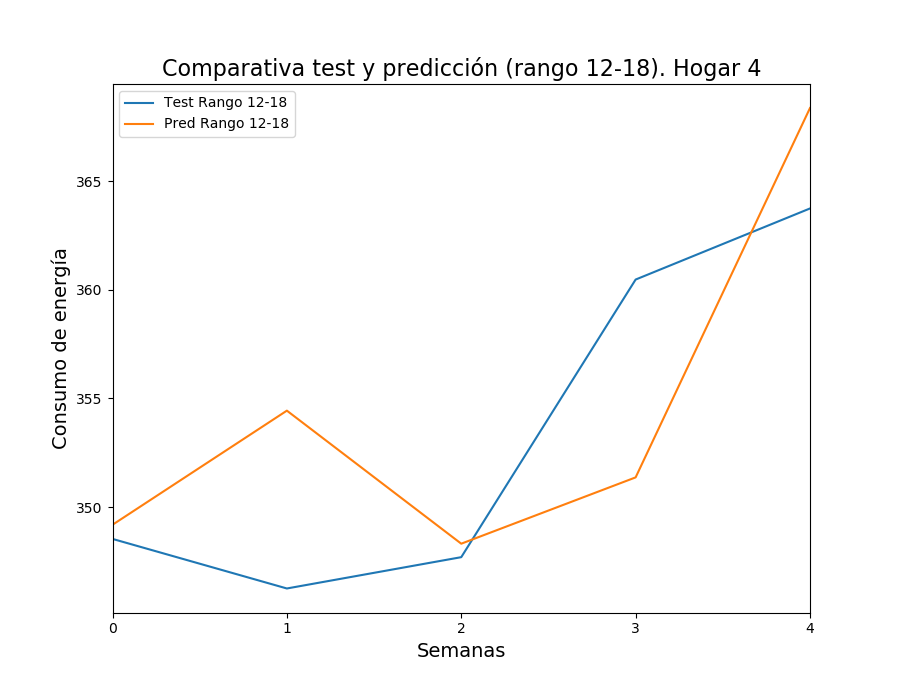 Comparativa test y predicción (rango 12-18). Hogar 4
Test Rango 12-18
Pred Rango 12-18
365
360
355
350
Consumo de energía
0 1 2 3 4
Semanas